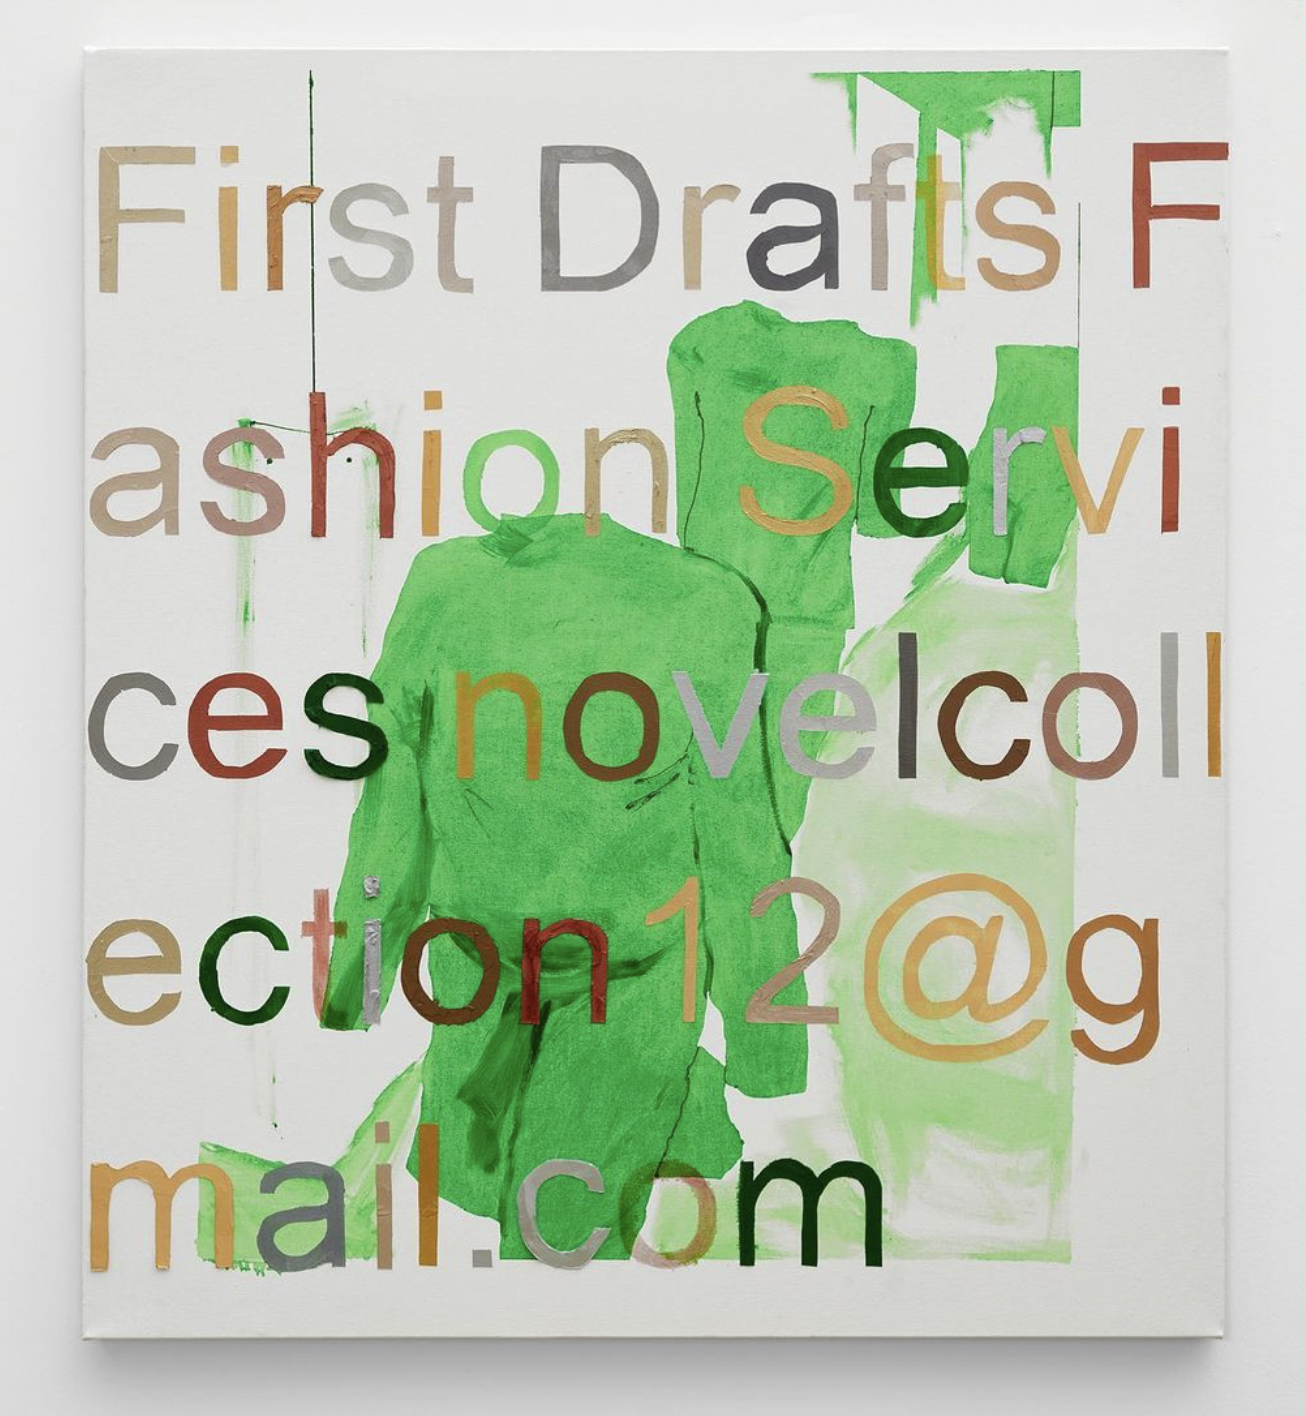 First Drafts F
ashion Servi
ces novelcoll
ection12@g
mail.com